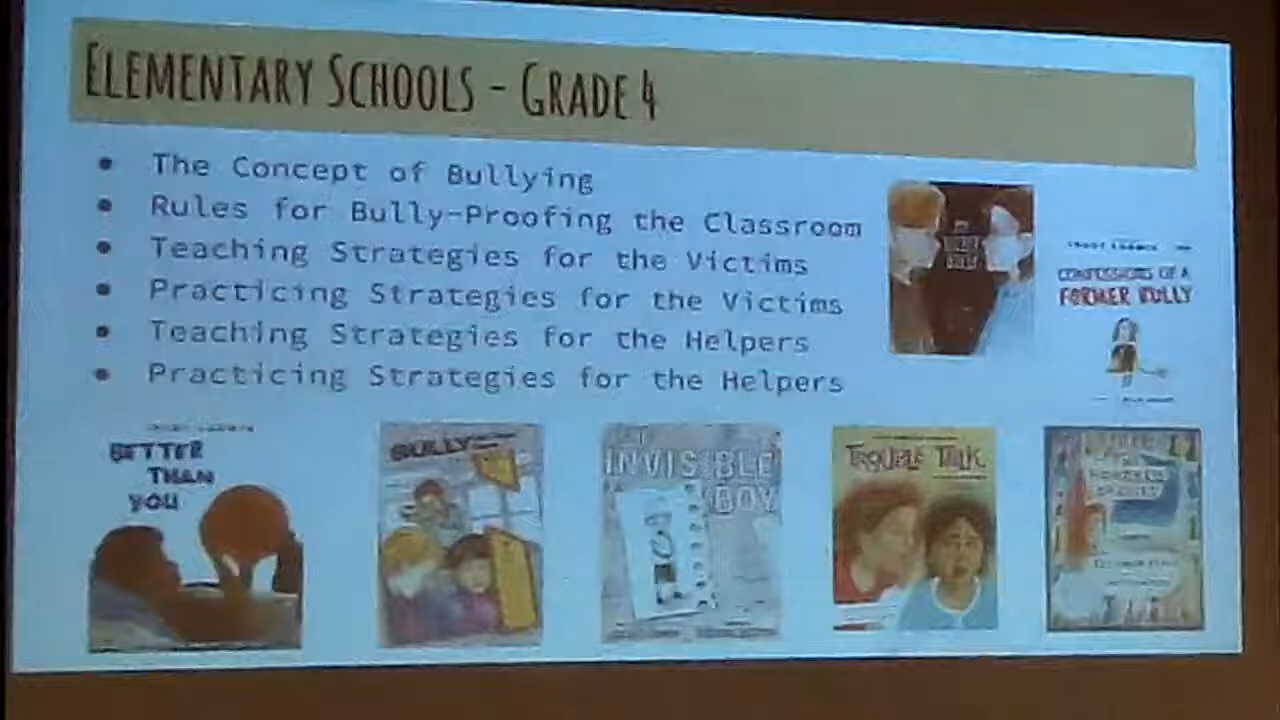 ELEMENTARY SCHOOLS - GRADE 4
• The Concept of Bullying
• Rules for Bully-Proofing the Classroom
• Teaching Strategies for the Victims
• Practicing Strategies for the Victims
• Teaching Strategies for the Helpers
• Practicing Strategies for the Helpers
CONFESSIONS OF A
FORMER BULLY
BETTER
THAN
YOU
BULLY
INVISIBLE
BOY
TROUBLE TALK
HUNDRED
DRESSES